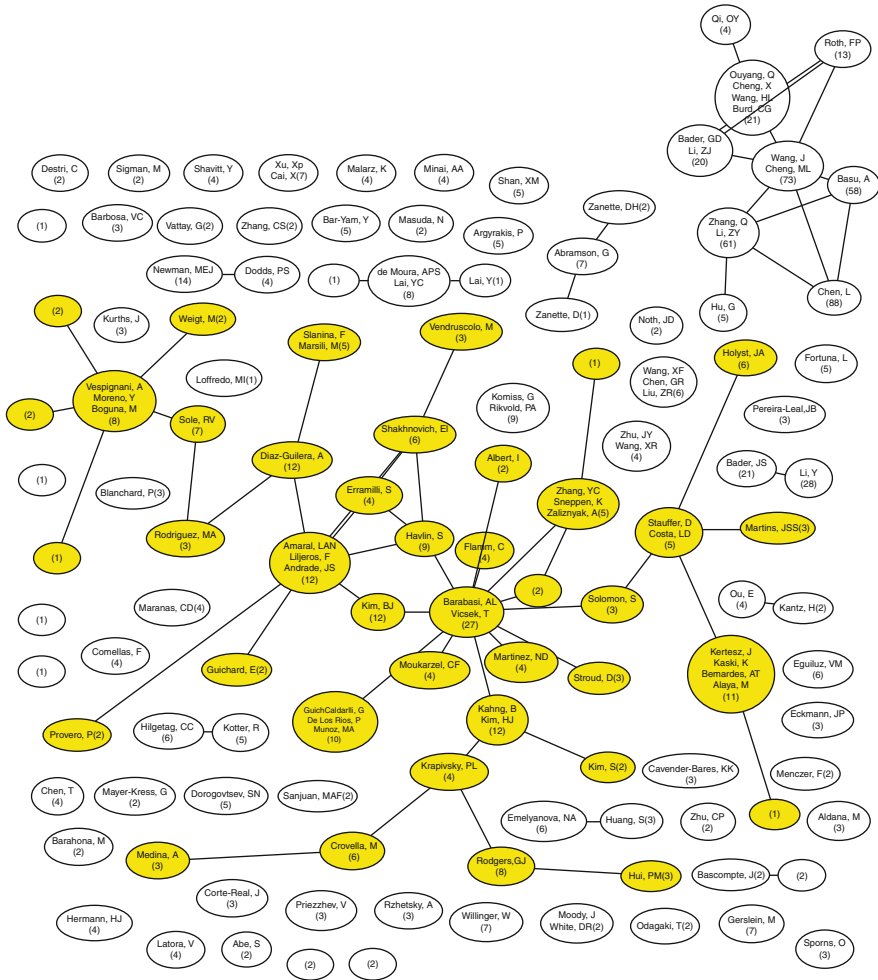 Qi, OY
(4)
Roth, FP
(13)
Ouyang, Q
Cheng, X
Wang, HL
Burd, CG
(21)
Bader, GD
Li, ZJ
(20)
Wang, J
Cheng, ML
(73)
Basu, A
(58)
Zhang, Q
Li, ZY
(61)
Chen, L
(88)
Hu, G
(5)
Destri, C
(2)
Sigman, M
(2)
Shavitt, Y
(4)
Xu, Xp
Cai, X(7)
Malarz, K
(4)
Minai, AA
(4)
Shan, XM
(5)
(1)
Barbosa, VC
(3)
Vattay, G(2)
Zhang, CS(2)
Bar-Yam, Y
(5)
Masuda, N
(2)
Argyrakis, P
(5)
Zanette, DH(2)
Abramson, G
(7)
Zanette, D(1)
Newman, MEJ
(14)
Dodds, PS
(4)
(1)
de Moura, APS
Lai, YC
(8)
Lai, Y(1)
(2)
Kurths, J
(3)
Weigt, M(2)
Slanina, F
Marsili, M(5)
Vendruscolo, M
(3)
Noth, JD
(2)
Holyst, JA
(6)
Fortuna, L
(5)
(1)
Wang, XF
Chen, GR
Liu, ZR(6)
Vespignani, A
Moreno, Y
Boguna, M
(8)
Loffredo, MI(1)
(2)
Sole, RV
(7)
Komiss, G
Rikvold, PA
(9)
Pereira-Leal,JB
(3)
Shakhnovich, EI
(6)
Zhu, JY
Wang, XR
(4)
Diaz-Guilera, A
(12)
Albert, I
(2)
Bader, JS
(21)
Li, Y
(28)
(1)
Blanchard, P(3)
Erramilli, S
(4)
Zhang, YC
Sneppen, K
Zaliznyak, A(5)
Stauffer, D
Costa, LD
(5)
Martins, JSS(3)
Rodriguez, MA
(3)
Amaral, LAN
Liljeros, F
Andrade, JS
(12)
Havlin, S
(9)
Flamm, C
(4)
(1)
(2)
Solomon, S
(3)
Ou, E
(4)
Kantz, H(2)
Maranas, CD(4)
Kim, BJ
(12)
Barabasi, AL
Vicsek, T
(27)
(1)
Comellas, F
(4)
(1)
Guichard, E(2)
Moukarzel, CF
(4)
Martinez, ND
(4)
Stroud, D(3)
Kertesz, J
Kaski, K
Bemardes, AT
Alaya, M
(11)
Eguiluz, VM
(6)
Provero, P(2)
Hilgetag, CC
(6)
Kotter, R
(5)
GuichCaldarlli, G
De Los Rios, P
Munoz, MA
(10)
Kahng, B
Kim, HJ
(12)
Eckmann, JP
(3)
Krapivsky, PL
(4)
Kim, S(2)
Cavender-Bares, KK
(3)
Menczer, F(2)
Chen, T
(4)
Mayer-Kress, G
(2)
Dorogovtsev, SN
(5)
Sanjuan, MAF(2)
Emelyanova, NA
(6)
Huang, S(3)
Zhu, CP
(2)
(1)
Aldana, M
(3)
Barahona, M
(2)
Medina, A
(3)
Crovella, M
(6)
Rodgers,GJ
(8)
Hui, PM(3)
Bascompte, J(2)
(2)
Corte-Real, J
(3)
Priezzhev, V
(3)
Rzhetsky, A
(3)
Hermann, HJ
(4)
Willinger, W
(7)
Moody, J
White, DR(2)
Odagaki, T(2)
Gerslein, M
(7)
Latora, V
(4)
Abe, S
(2)
(2)
(2)
Sporns, O
(3)